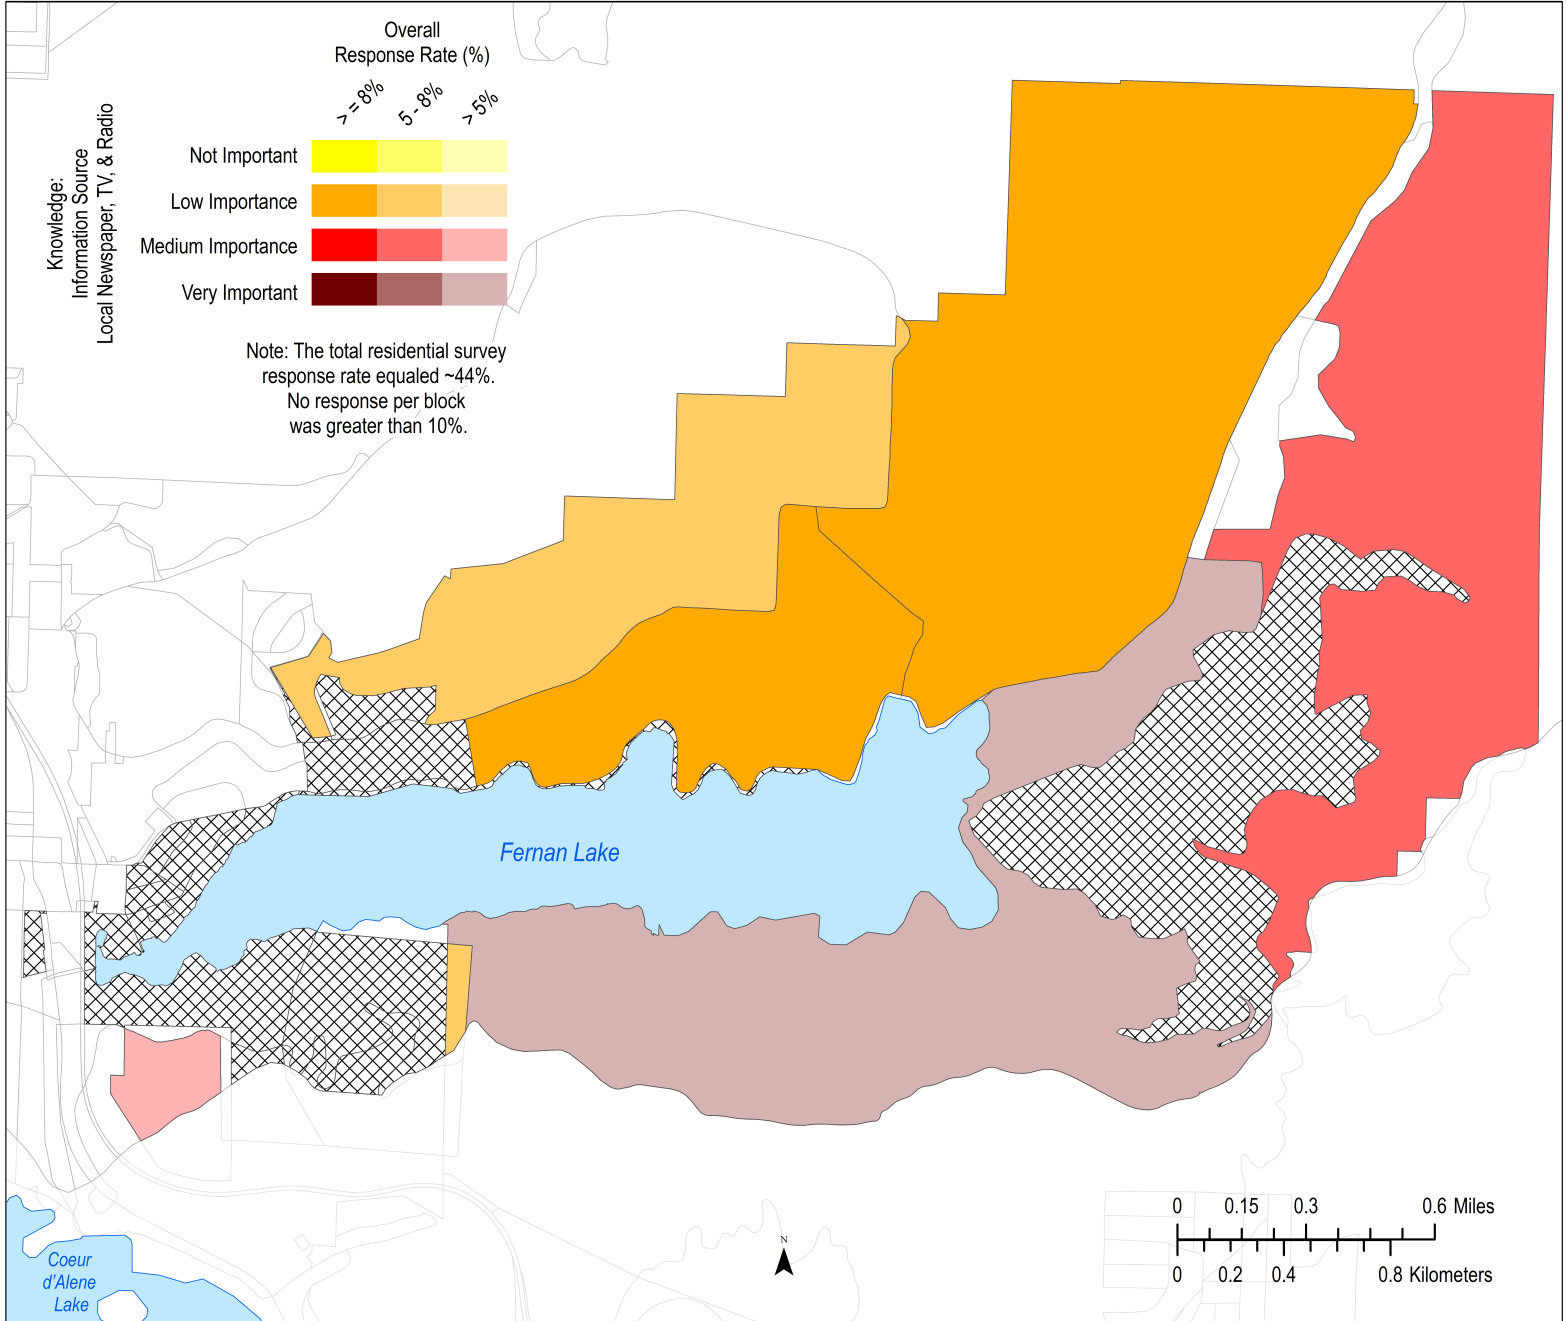 Overall
Response Rate (%)
> = 8%
5 - 8%
> 5%
Knowledge:
Information Source
Local Newspaper, TV, & Radio
Not Important
Low Importance
Medium Importance
Very Important
Note: The total residential survey
response rate equaled ~44%.
No response per block
was greater than 10%.
Fernan Lake
Coeur
d'Alene
Lake
N
0 0.15 0.3 0.6 Miles
0 0.2 0.4 0.8 Kilometers